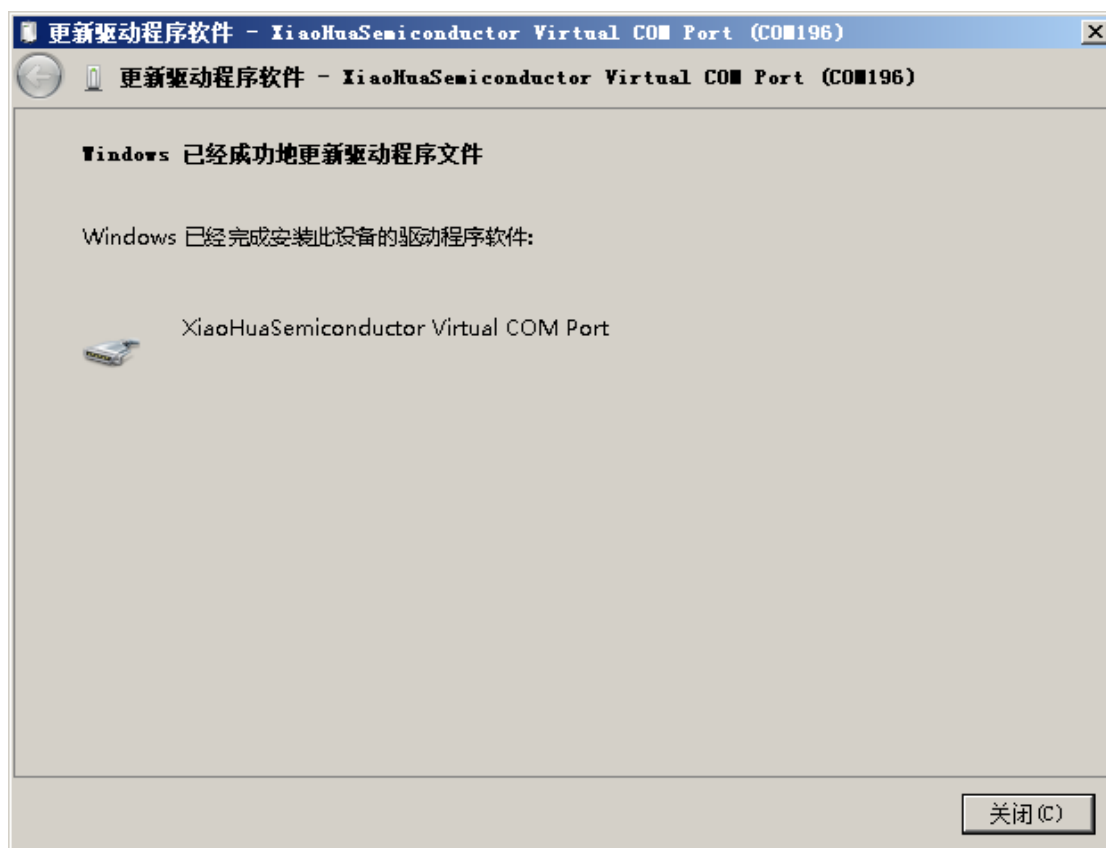 更新驱动程序软件 - XiaoHuaSemiconductor Virtual COM Port (COM196)
更新驱动程序软件 - XiaoHuaSemiconductor Virtual COM Port (COM196)
Windows 已经成功地更新驱动程序文件
Windows 已经完成安装此设备的驱动程序软件:
XiaoHuaSemiconductor Virtual COM Port
关闭(C)